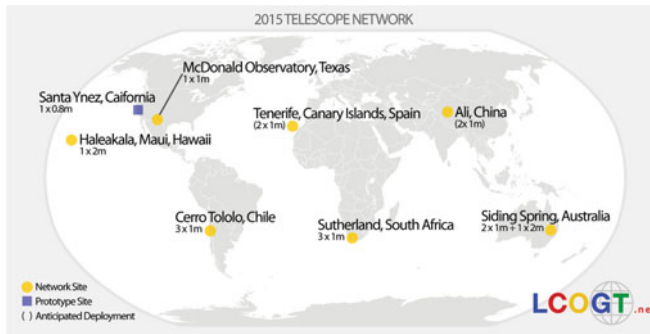 2015 TELESCOPE NETWORK
McDonald Observatory, Texas
1 x 1m
Santa Ynez, Caifornia
1 x 0.8m
Tenerife, Canary Islands, Spain
(2 x 1m)
Ali, China
(2x 1m)
Haleakala, Maui, Hawaii
1 x 2m
Cerro Tololo, Chile
3 x 1m
Sutherland, South Africa
3 x 1m
Siding Spring, Australia
2 x 1m + 1 x 2m
Network Site
Prototype Site
( ) Anticipated Deployment
LCOGT.ne